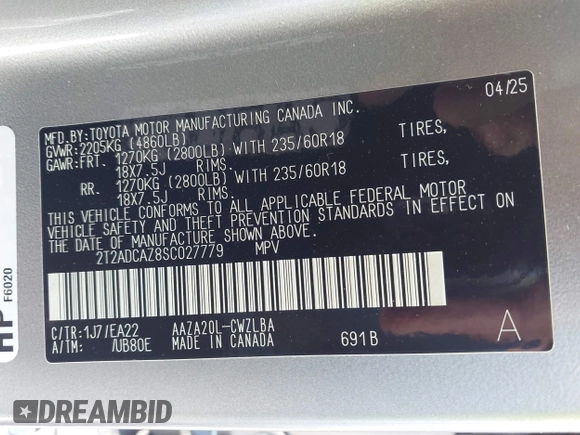 04/25
MFD.BY:TOYOTA MOTOR MANUFACTURING CANADA INC.
GVWR:2205KG (4860LB)
GAWR:FRT. 1270KG (2800LB) WITH 235/60R18 TIRES,
18X7.5J RIMS.
RR. 1270KG (2800LB) WITH 235/60R18 TIRES,
18X7.5J RIMS.
THIS VEHICLE CONFORMS TO ALL APPLICABLE FEDERAL MOTOR
VEHICLE SAFETY AND THEFT PREVENTION STANDARDS IN EFFECT ON
THE DATE OF MANUFACTURE SHOWN ABOVE.
2T2ADCAZ8SC027779 MPV
C/TR:1J7/EA22 AAZA20L-CWZLBA
A/TM: /UB80E MADE IN CANADA 691B A
HP
F6020
DREAMBID